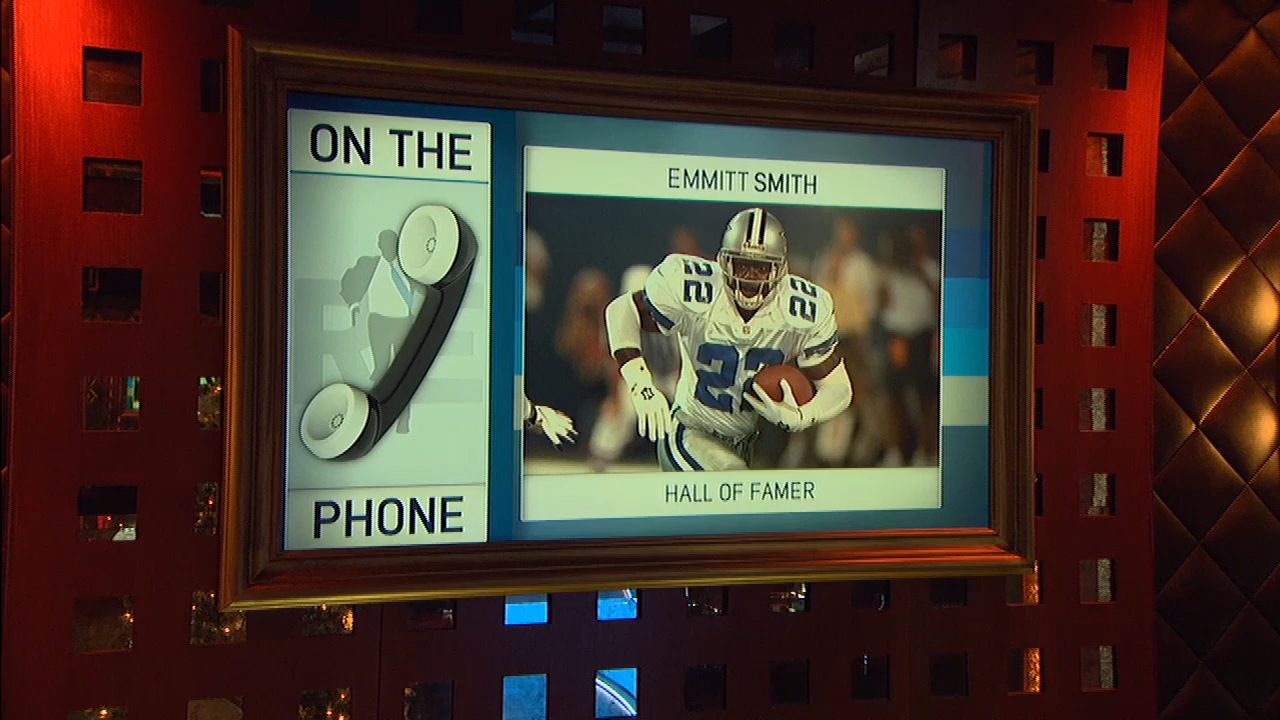 ON THE
PHONE
EMMITT SMITH
22
22
22
HALL OF FAMER